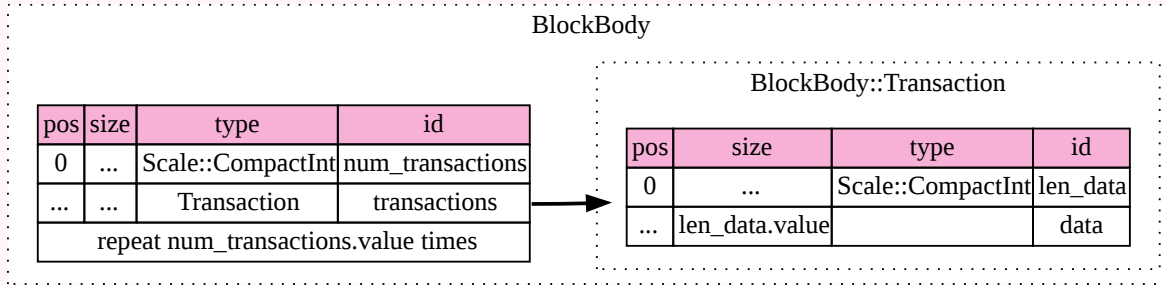 BlockBody
BlockBody::Transaction
pos size type id
0 ... Scale::CompactInt num_transactions
... ... Transaction transactions
repeat num_transactions.value times
pos size type id
0 ... Scale::CompactInt len_data
... len_data.value data